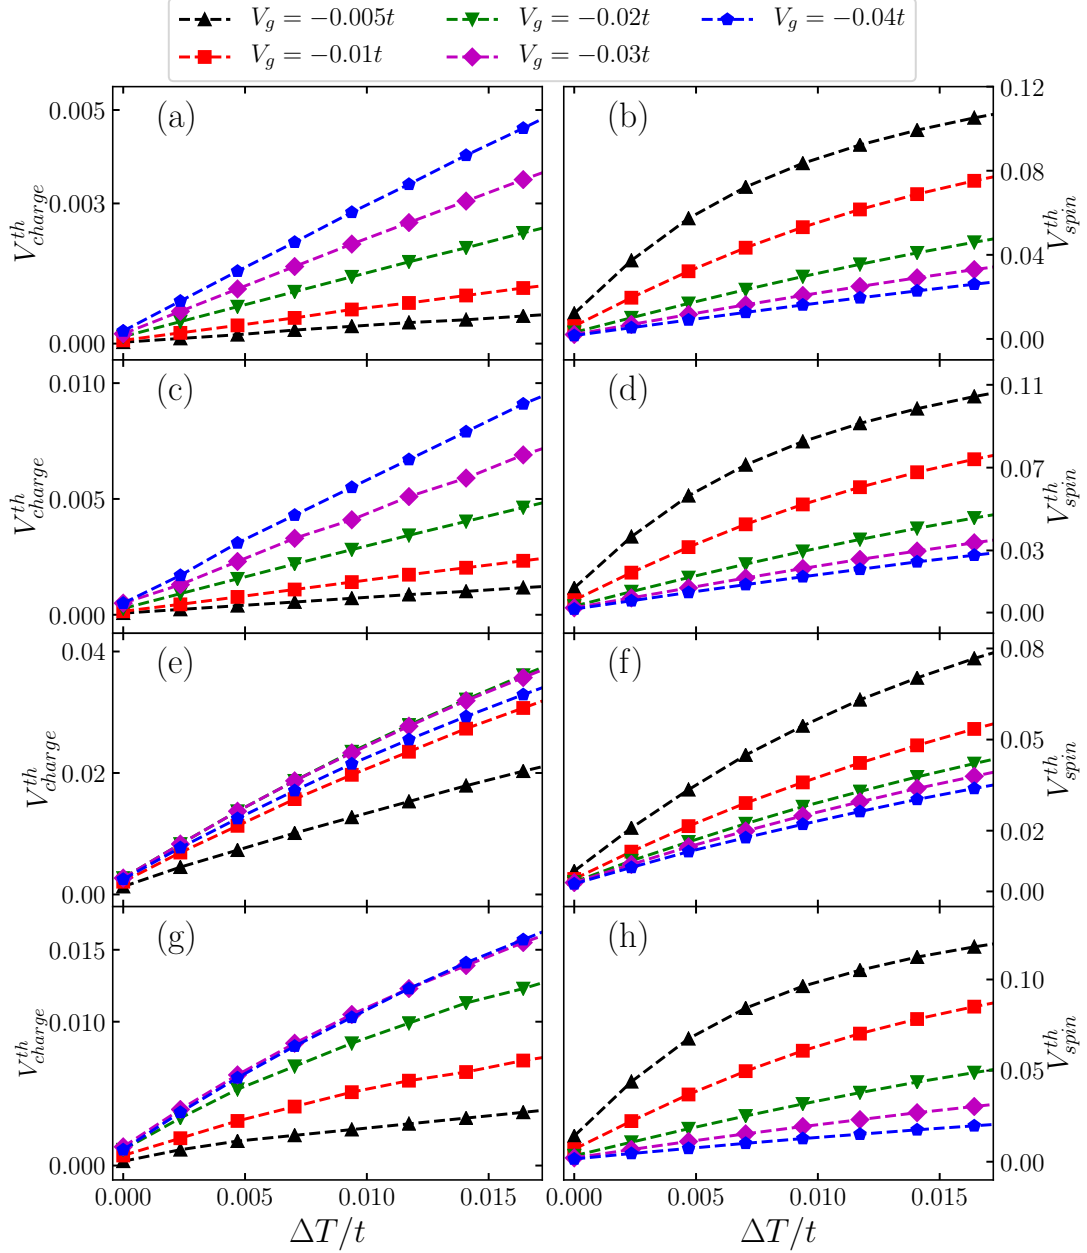 V_g = −0.005t V_g = −0.02t V_g = −0.04t
V_g = −0.01t V_g = −0.03t
(a)
0.005
0.003
0.000
V^{th}_{charge}
(b)
0.12
0.08
0.04
0.00
V^{th}_{spin}
(c)
0.010
0.005
0.000
V^{th}_{charge}
(d)
0.11
0.07
0.03
0.00
V^{th}_{spin}
(e)
0.04
0.02
0.00
V^{th}_{charge}
(f)
0.08
0.05
0.02
0.00
V^{th}_{spin}
(g)
0.015
0.010
0.000
V^{th}_{charge}
(h)
0.10
0.05
0.00
V^{th}_{spin}
0.000 0.005 0.010 0.015 0.000 0.005 0.010 0.015
ΔT/t ΔT/t